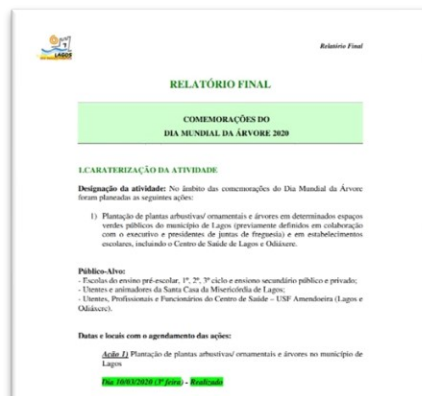 LAGOS
Relatório Final
RELATÓRIO FINAL
COMEMORAÇÕES DO
DIA MUNDIAL DA ÁRVORE 2020
1.CARATERIZAÇÃO DA ATIVIDADE
Designação da atividade: No âmbito das comemorações do Dia Mundial da Árvore
foram planeadas as seguintes ações:
1) Plantação de plantas arbustivas/ ornamentais e árvores em determinados espaços
verdes públicos do município de Lagos (previamente definidos em colaboração
com o executivo e presidentes de juntas de freguesia) e em estabelecimentos
escolares, incluindo o Centro de Saúde de Lagos e Odiáxere.
Público-Alvo:
- Escolas do ensino pré-escolar, 1º, 2º, 3º ciclo e ensiono secundário público e privado;
- Utentes e animadores da Santa Casa da Misericórdia de Lagos;
- Utentes, Profissionais e Funcionários do Centro de Saúde – USF Amendoeira (Lagos e
Odiáxere).
Datas e locais com o agendamento das ações:
Ação 1) Plantação de plantas arbustivas/ ornamentais e árvores no município de
Lagos
Dia 10/03/2020 (3ª feira) - Realizada